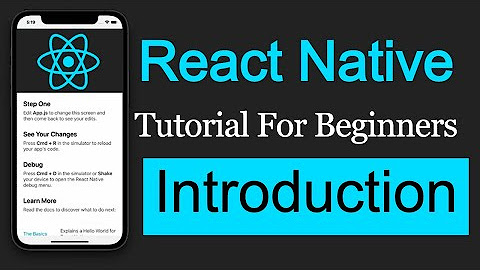 5:19
Step One
Edit App.js to change this screen and
then come back to see your edits.
See Your Changes
Press Cmd + R in the simulator to reload
your app's code.
Debug
Press Cmd + D in the simulator or Shake
your device to open the React Native
debug menu.
Learn More
Read the docs to discover what to do next:
The Basics
Explains a Hello World for
React Native
Tutorial For Beginners
Introduction